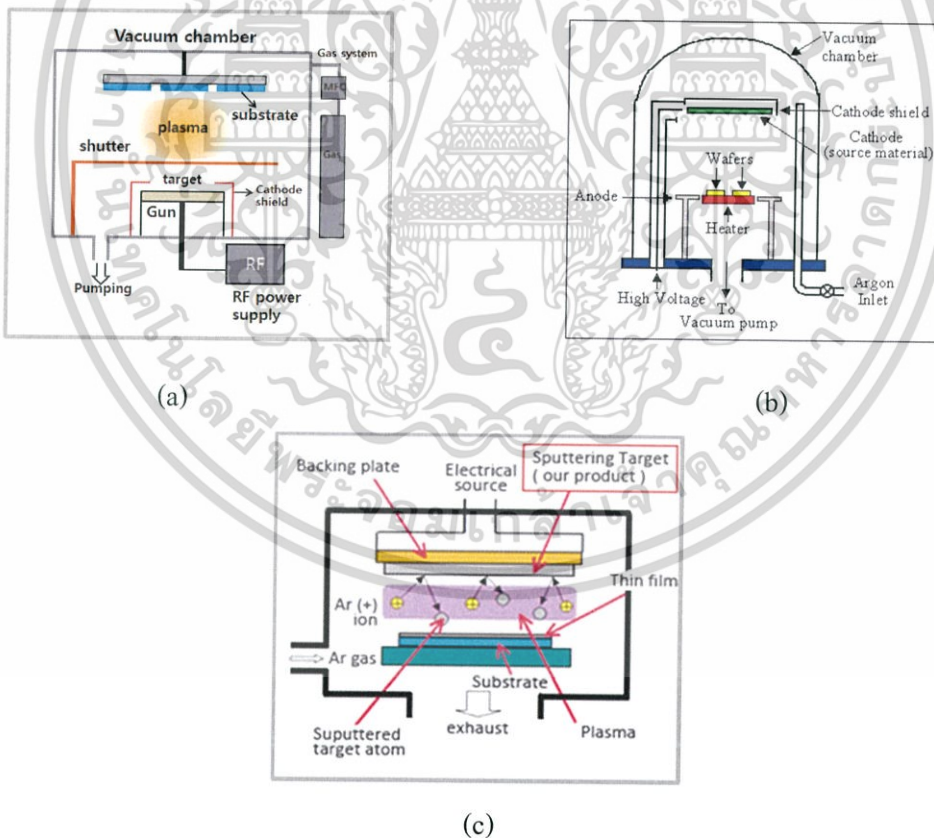 Vacuum chamber
Gas system
MFC
substrate
plasma
Gas
shutter
target
Cathode
shield
Gun
RF
Pumping
RF power
supply
(a)
Vacuum
chamber
Cathode shield
Cathode
(source material)
Wafers
Anode
Heater
High Voltage
To
Vacuum pump
Argon
Inlet
(b)
Backing plate
Electrical
source
Sputtering Target
( our product )
Thin film
Ar (+)
ion
Ar gas
Substrate
Suputtered
target atom
exhaust
Plasma
(c)